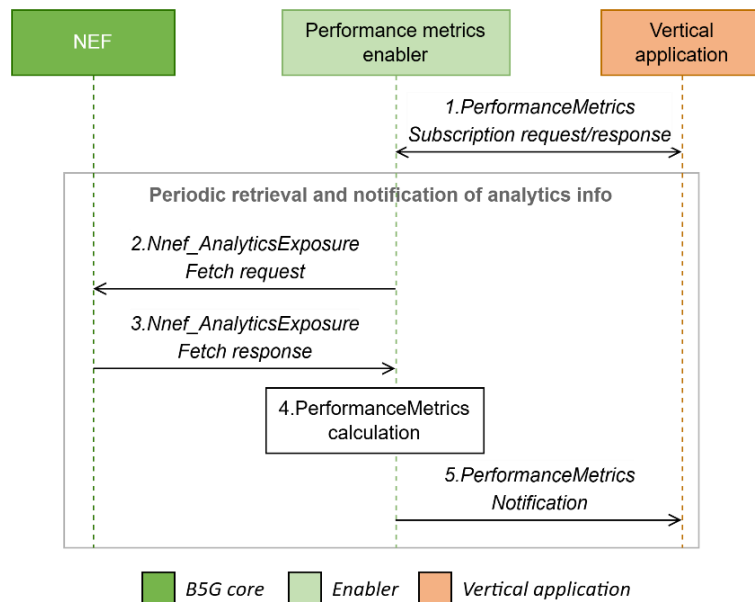 NEF
Performance metrics
enabler
Vertical
application
1.PerformanceMetrics
Subscription request/response
Periodic retrieval and notification of analytics info
2.Nnef_AnalyticsExposure
Fetch request
3.Nnef_AnalyticsExposure
Fetch response
4.PerformanceMetrics
calculation
5.PerformanceMetrics
Notification
B5G core
Enabler
Vertical application